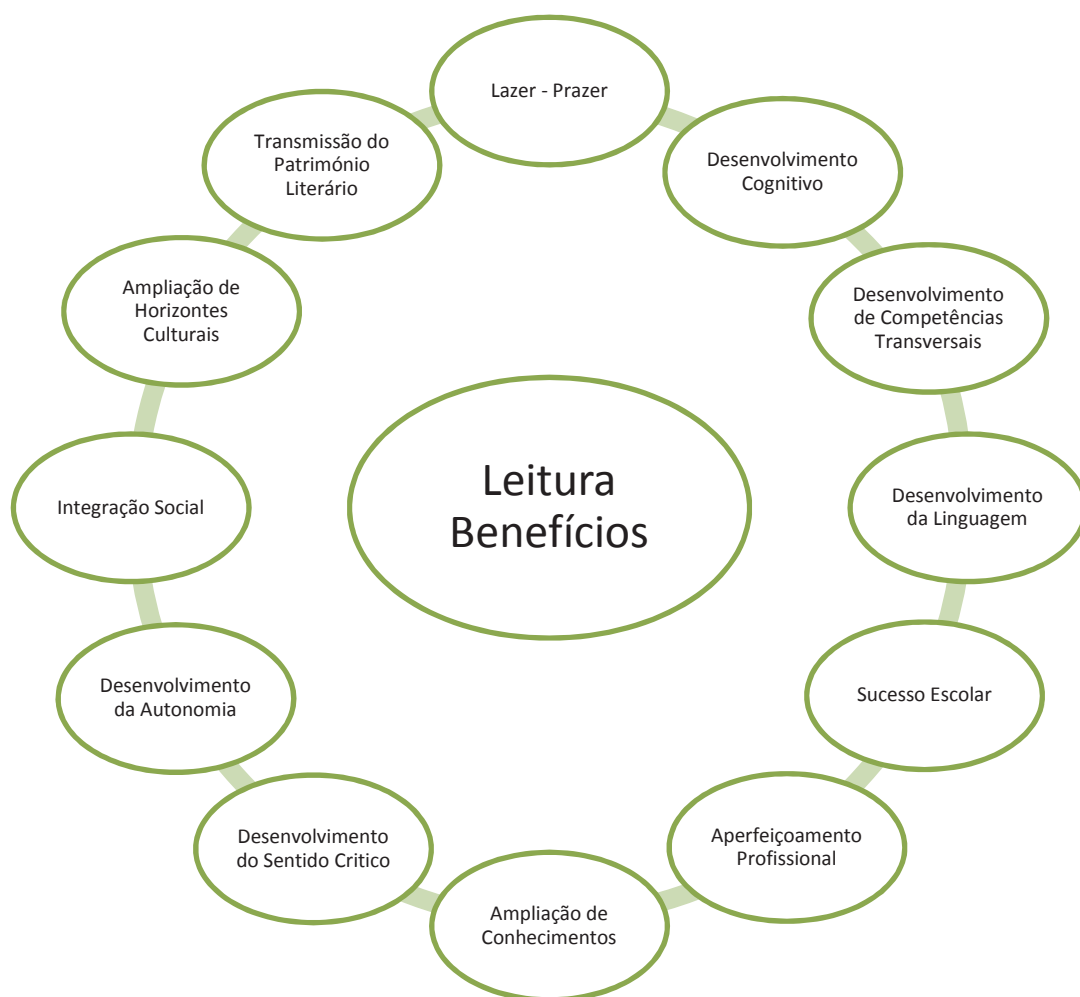 Lazer - Prazer
Desenvolvimento
Cognitivo
Desenvolvimento
de Competências
Transversais
Desenvolvimento
da Linguagem
Sucesso Escolar
Aperfeiçoamento
Profissional
Ampliação de
Conhecimentos
Desenvolvimento
do Sentido Critico
Desenvolvimento
da Autonomia
Integração Social
Ampliação de
Horizontes
Culturais
Transmissão do
Património
Literário
Leitura
Benefícios